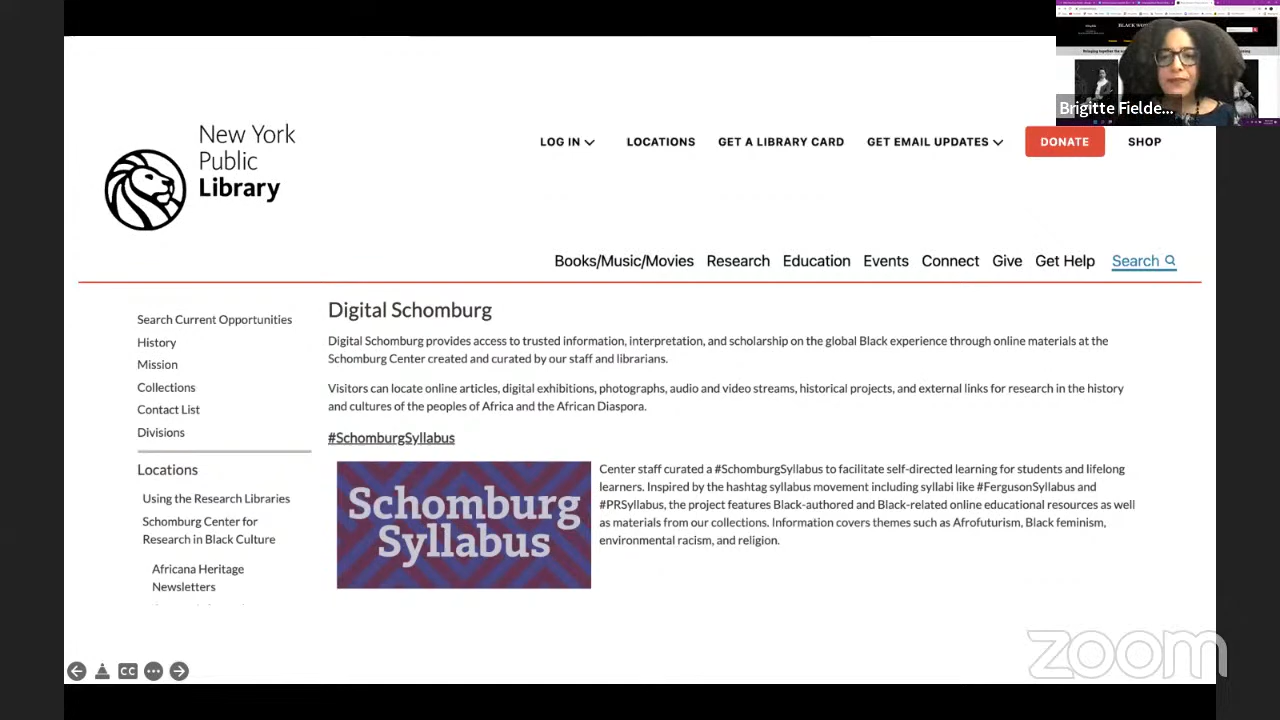 BLACK WO
Brigitte Fielde...
New York
Public
Library
LOG IN
LOCATIONS
GET A LIBRARY CARD
GET EMAIL UPDATES
DONATE
SHOP
Books/Music/Movies
Research
Education
Events
Connect
Give
Get Help
Search
Search Current Opportunities
History
Mission
Collections
Contact List
Divisions
Locations
Using the Research Libraries
Schomburg Center for
Research in Black Culture
Africana Heritage
Newsletters
Digital Schomburg
Digital Schomburg provides access to trusted information, interpretation, and scholarship on the global Black experience through online materials at the
Schomburg Center created and curated by our staff and librarians.
Visitors can locate online articles, digital exhibitions, photographs, audio and video streams, historical projects, and external links for research in the history
and cultures of the peoples of Africa and the African Diaspora.
#SchomburgSyllabus
Schomburg
Syllabus
Center staff curated a #SchomburgSyllabus to facilitate self-directed learning for students and lifelong
learners. Inspired by the hashtag syllabus movement including syllabi like #FergusonSyllabus and
#PRSyllabus, the project features Black-authored and Black-related online educational resources as well
as materials from our collections. Information covers themes such as Afrofuturism, Black feminism,
environmental racism, and religion.
CC
zoom